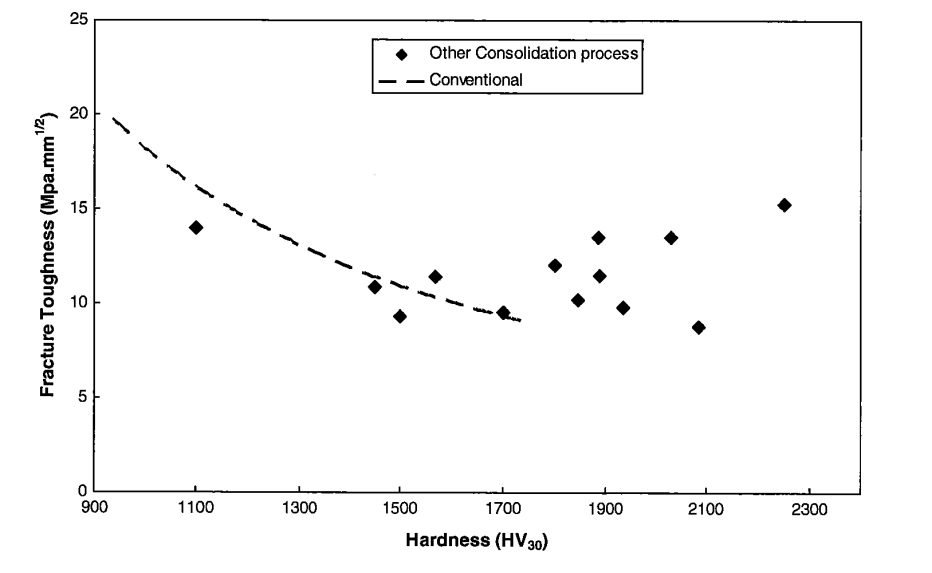 25
20
15
10
5
0
Fracture Toughness (Mpa.mm1/2)
Other Consolidation process
Conventional
900 1100 1300 1500 1700 1900 2100 2300
Hardness (HV30)